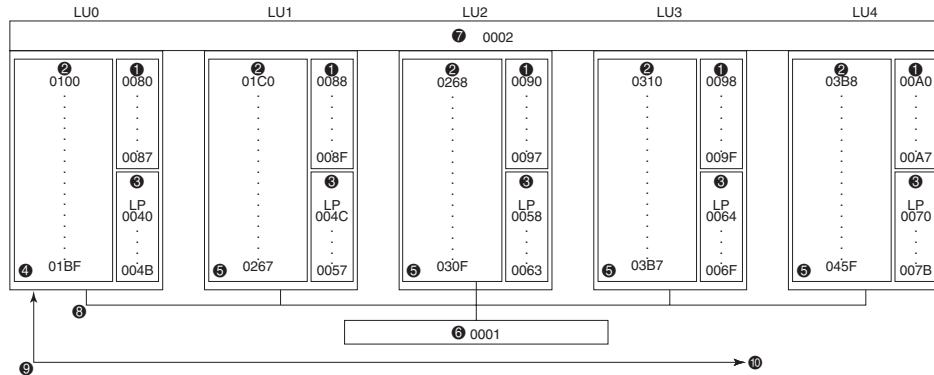 LU0 LU1 LU2 LU3 LU4
❼ 0002
❷ ❶ ❷ ❶ ❷ ❶ ❷ ❶ ❷ ❶
0100 0080 01C0 0088 0268 0090 0310 0098 03B8 00A0
0087 008F 0097 009F 00A7
❸ ❸ ❸ ❸ ❸
LP LP LP LP LP
0040 004C 0058 0064 0070
❹ 01BF 004B ❺ 0267 0057 ❺ 030F 0063 ❺ 03B7 006F ❺ 045F 007B
❽
❻ 0001
❾ ❿